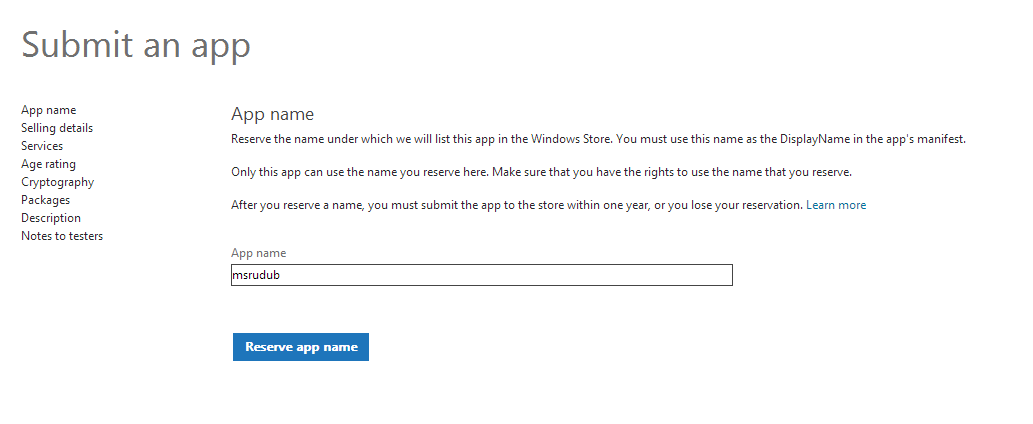 Submit an app
App name
Selling details
Services
Age rating
Cryptography
Packages
Description
Notes to testers
App name
Reserve the name under which we will list this app in the Windows Store. You must use this name as the DisplayName in the app's manifest.
Only this app can use the name you reserve here. Make sure that you have the rights to use the name that you reserve.
After you reserve a name, you must submit the app to the store within one year, or you lose your reservation. Learn more
App name
msrudub
Reserve app name